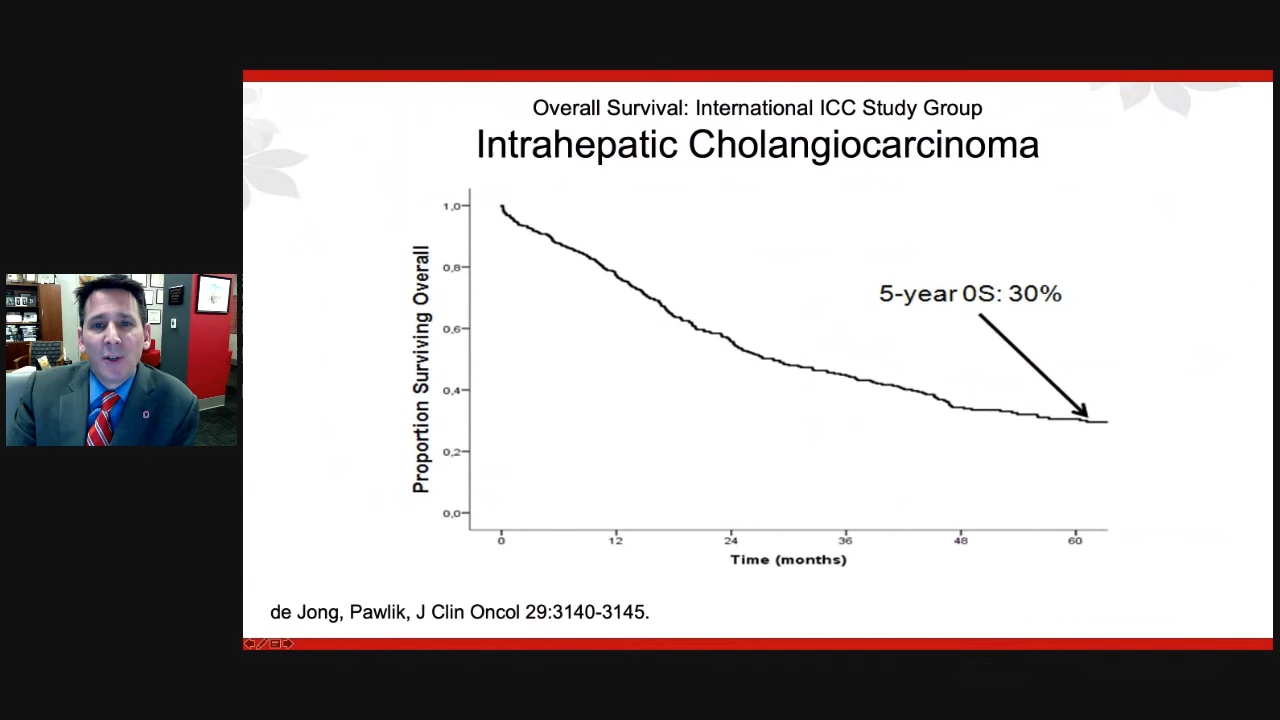 Overall Survival: International ICC Study Group
Intrahepatic Cholangiocarcinoma
Proportion Surviving Overall
1,0
0,8
0,6
0,4
0,2
0,0
5-year 0S: 30%
0 12 24 36 48 60
Time (months)
de Jong, Pawlik, J Clin Oncol 29:3140-3145.